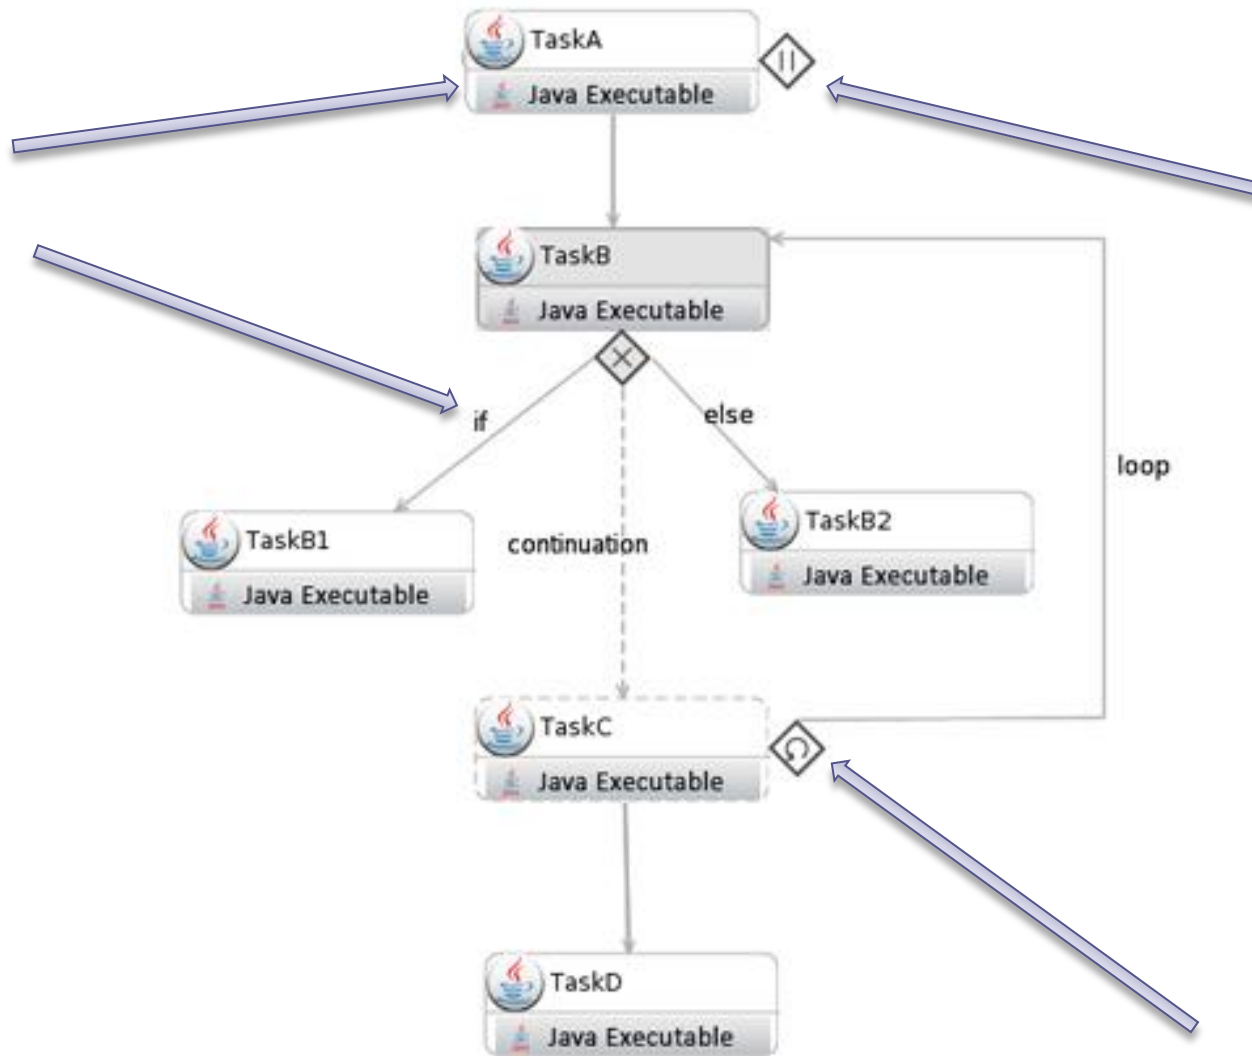 TaskA
Java Executable
TaskB
Java Executable
if
else
loop
TaskB1
Java Executable
continuation
TaskB2
Java Executable
TaskC
Java Executable
TaskD
Java Executable